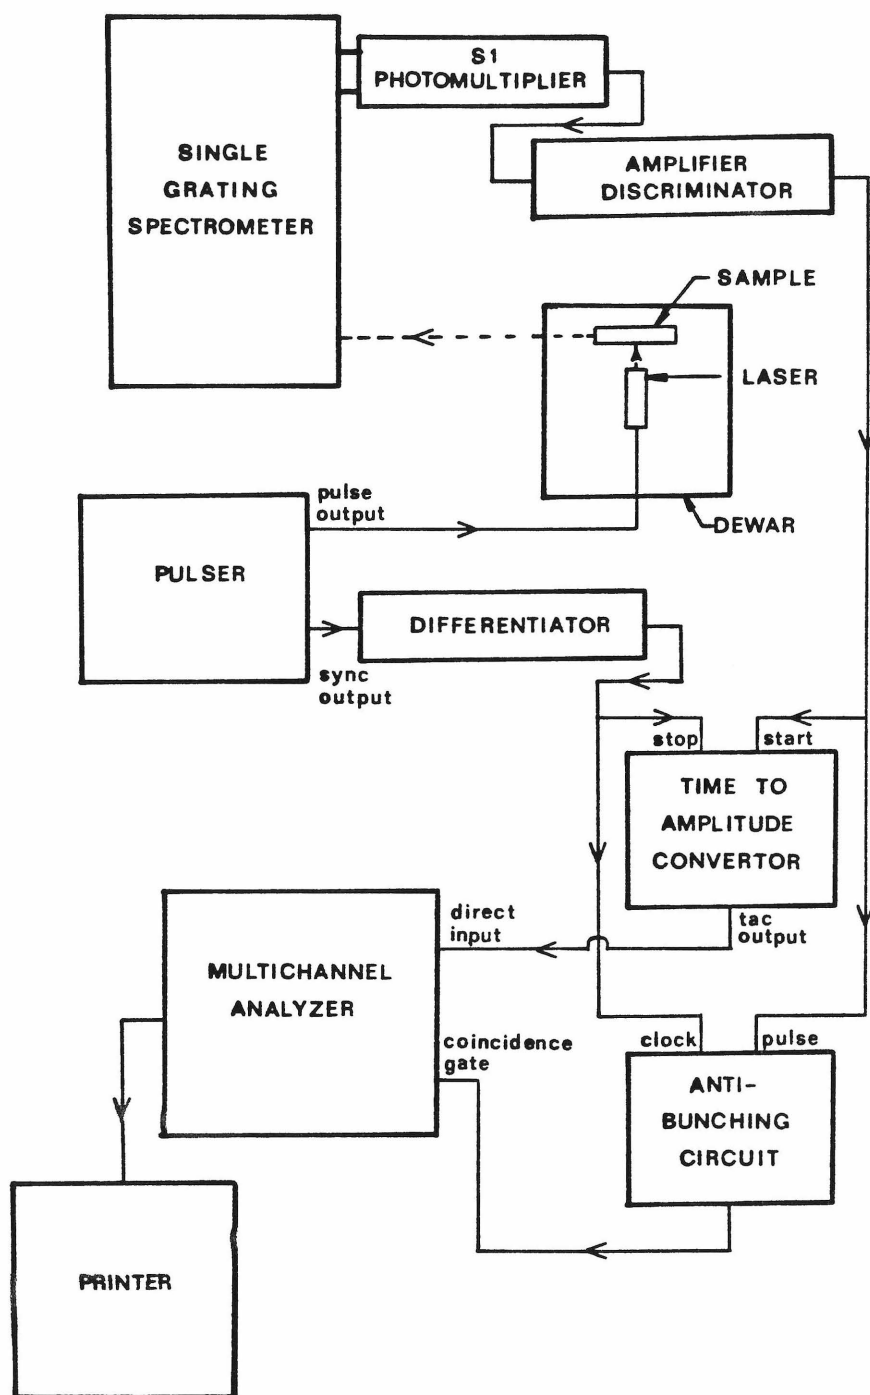 S1
PHOTOMULTIPLIER
SINGLE
GRATING
SPECTROMETER
AMPLIFIER
DISCRIMINATOR
SAMPLE
LASER
DEWAR
pulse
output
PULSER
sync
output
DIFFERENTIATOR
stop
start
TIME TO
AMPLITUDE
CONVERTOR
tac
output
direct
input
MULTICHANNEL
ANALYZER
coincidence
gate
clock
pulse
ANTI-
BUNCHING
CIRCUIT
PRINTER